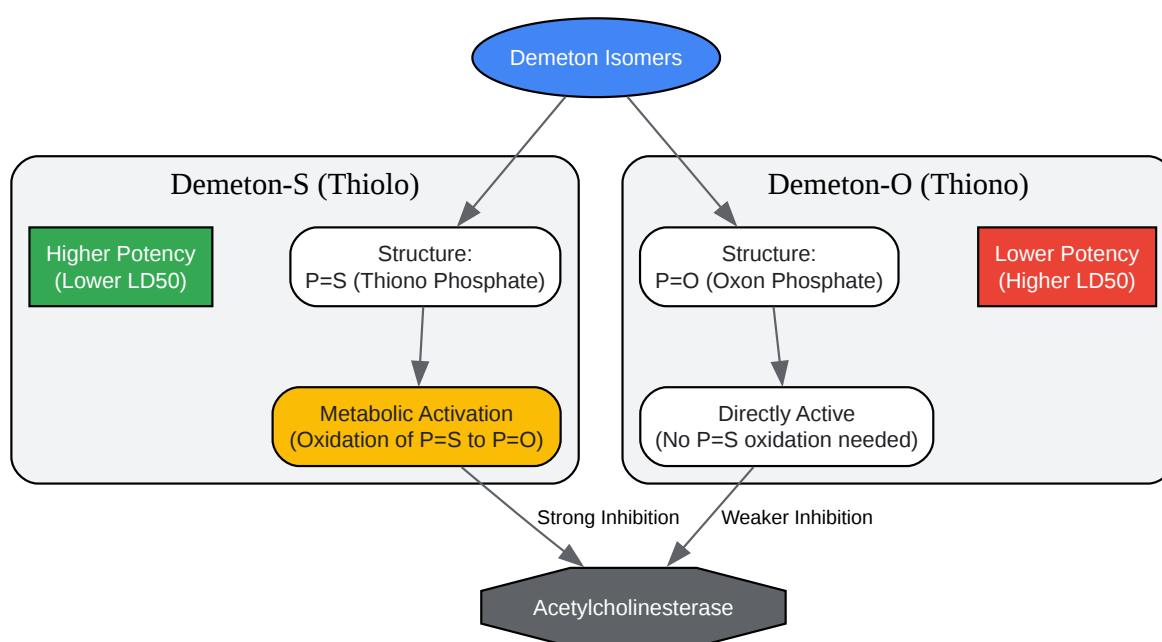 Demeton Isomers
Demeton-S (Thiolo)
Higher Potency
(Lower LD50)
Structure:
P=S (Thiono Phosphate)
Metabolic Activation
(Oxidation of P=S to P=O)
Demeton-O (Thiono)
Structure:
P=O (Oxon Phosphate)
Lower Potency
(Higher LD50)
Directly Active
(No P=S oxidation needed)
Strong Inhibition
Weaker Inhibition
Acetylcholinesterase